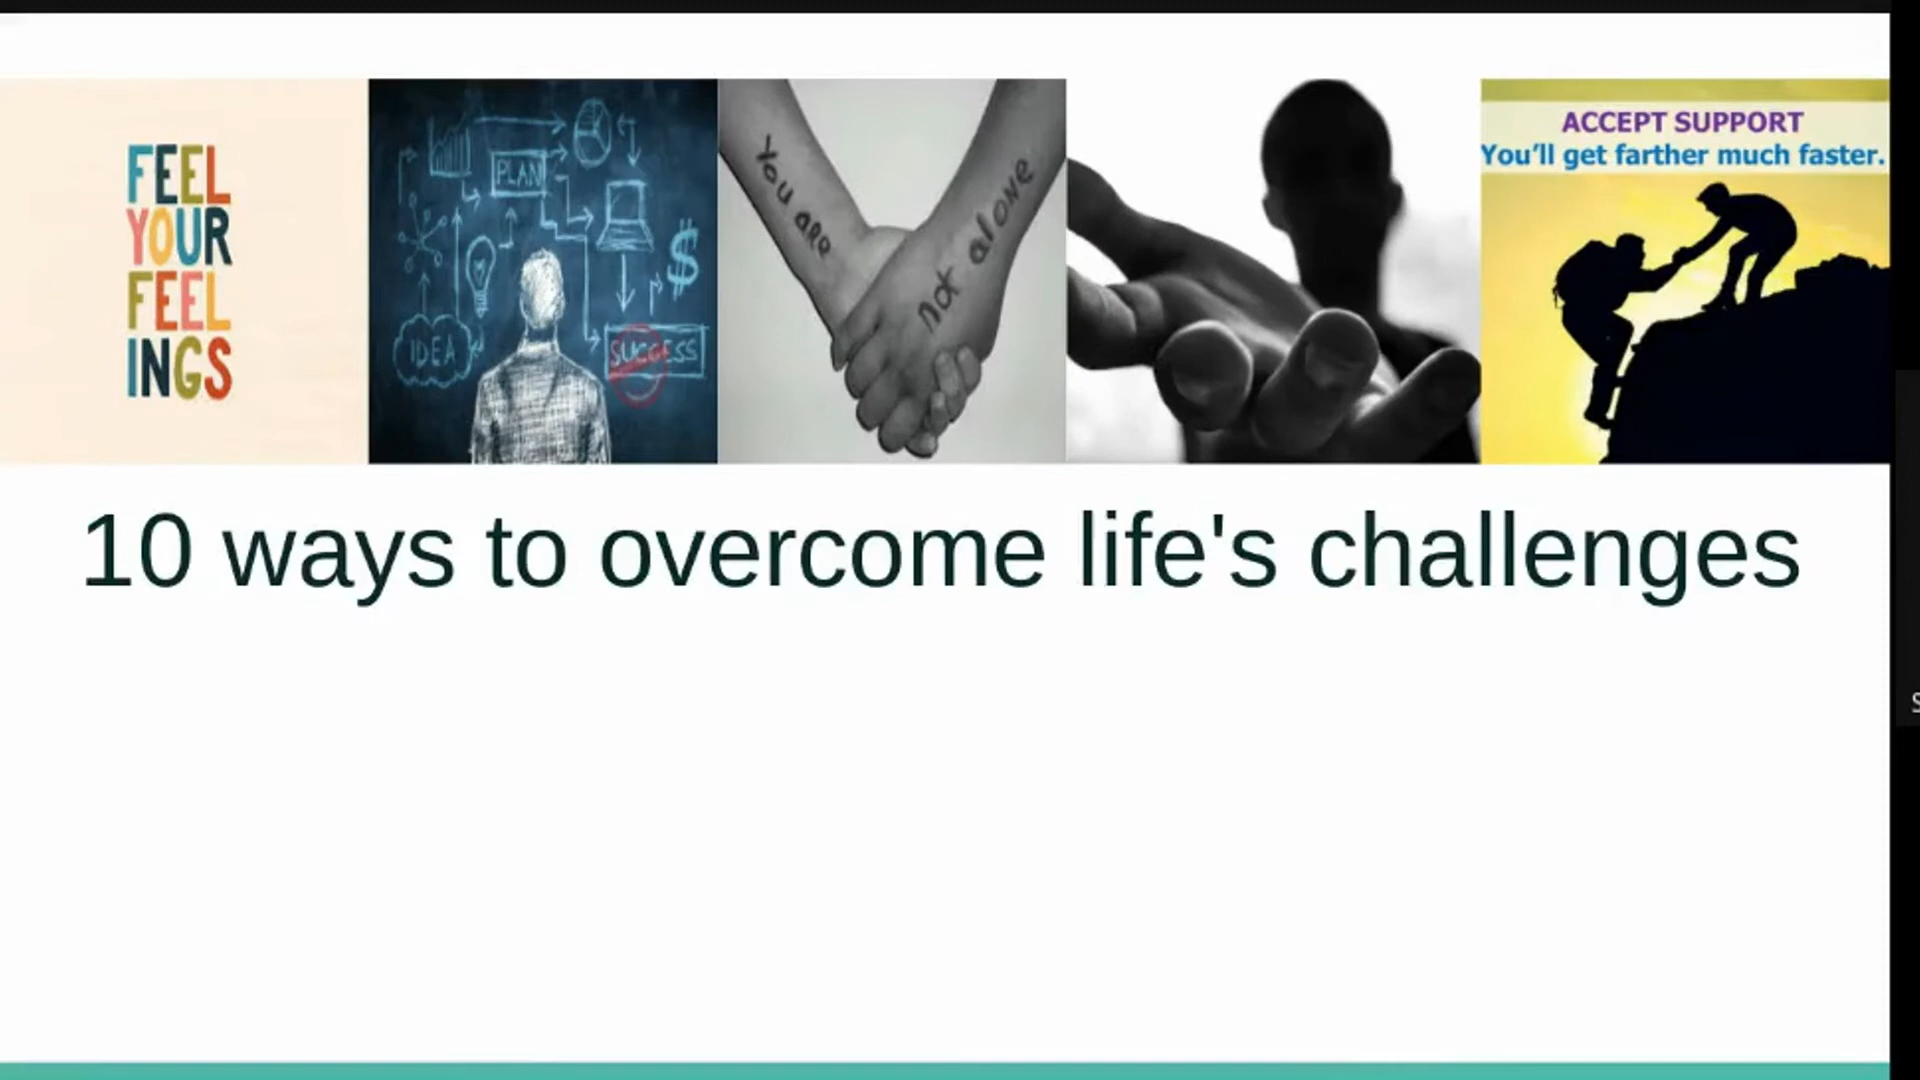 FEEL
YOUR
FEEL
INGS
PLAN
$
IDEA
SUCCESS
You are
not alone
ACCEPT SUPPORT
You'll get farther much faster.
10 ways to overcome life's challenges
S